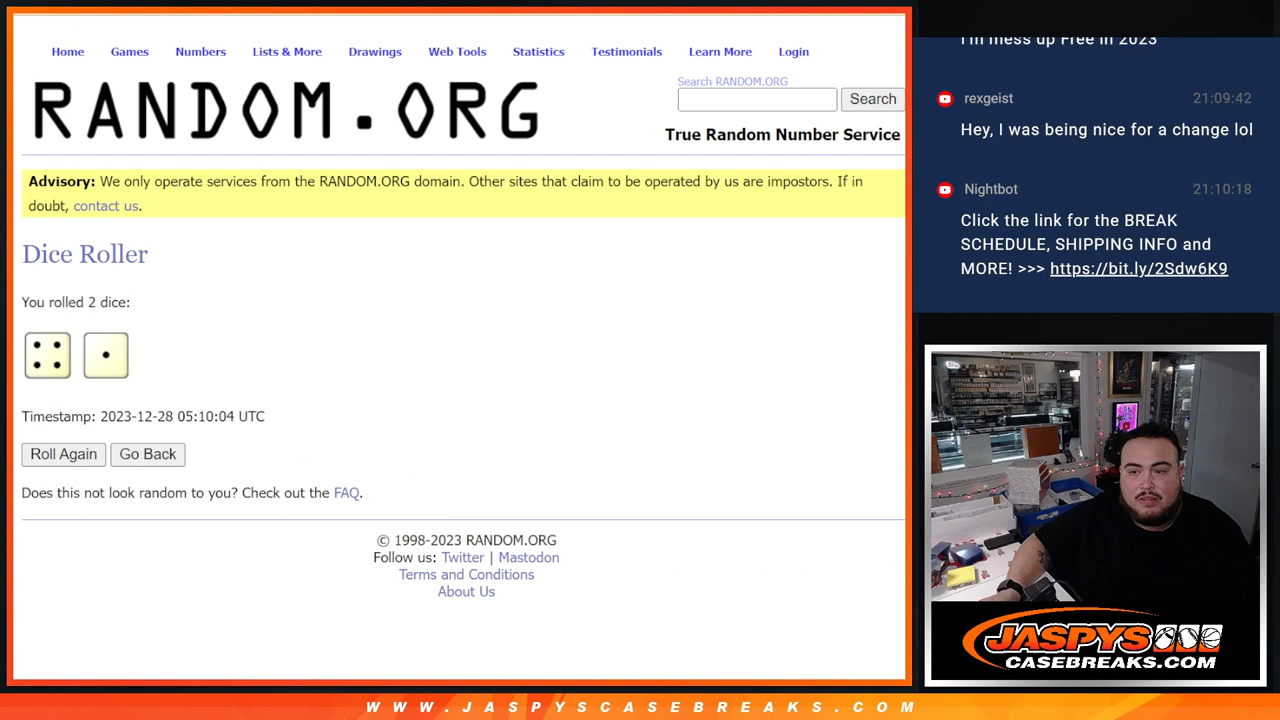 Home Games Numbers Lists & More Drawings Web Tools Statistics Testimonials Learn More Login
RANDOM.ORG
Search RANDOM.ORG
Search
True Random Number Service
Advisory: We only operate services from the RANDOM.ORG domain. Other sites that claim to be operated by us are impostors. If in
doubt, contact us.
Dice Roller
You rolled 2 dice:
Timestamp: 2023-12-28 05:10:04 UTC
Roll Again Go Back
Does this not look random to you? Check out the FAQ.
© 1998-2023 RANDOM.ORG
Follow us: Twitter | Mastodon
Terms and Conditions
About Us
I'm mess up Free in 2023
rexgeist 21:09:42
Hey, I was being nice for a change lol
Nightbot 21:10:18
Click the link for the BREAK
SCHEDULE, SHIPPING INFO and
MORE! >>> https://bit.ly/2Sdw6K9
JASPYS
CASEBREAKS.COM
WWW.JASPYSCASEBREAKS.COM